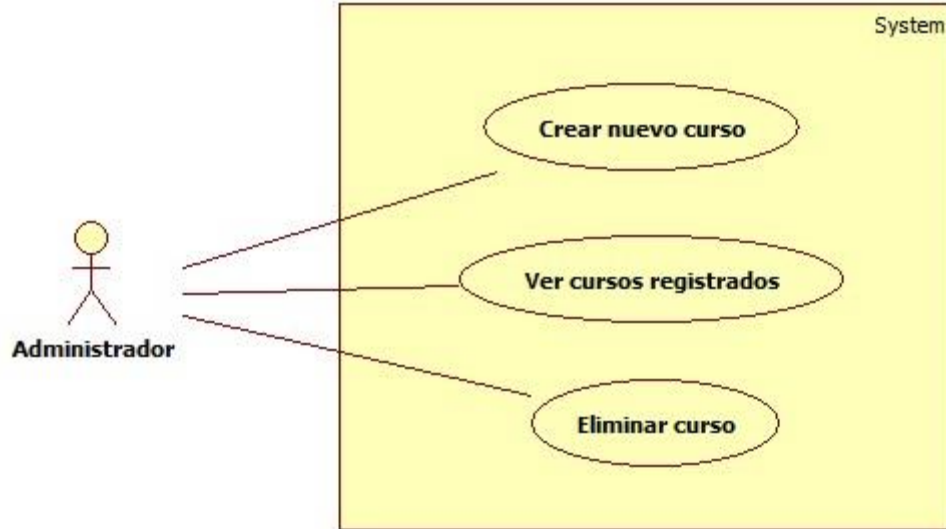 System
Crear nuevo curso
Ver cursos registrados
Administrador
Eliminar curso